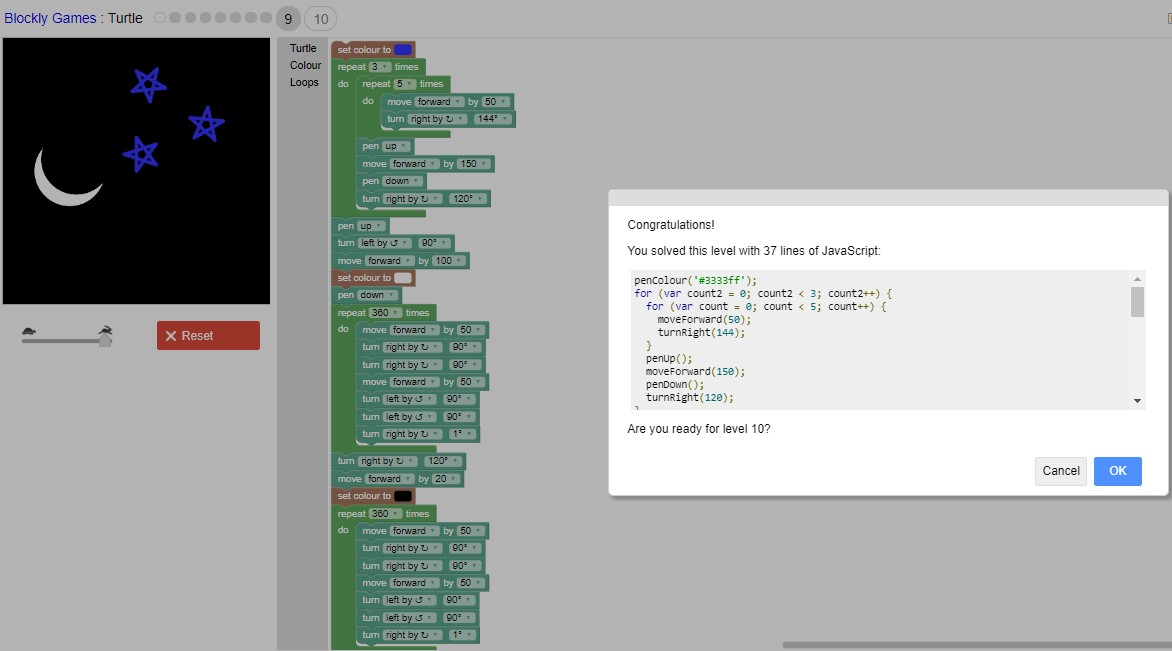 Blockly Games : Turtle 9 10
Turtle
Colour
Loops
Reset
set colour to
repeat 3 times
do repeat 5 times
do move forward by 50
turn right by ↻ 144°
pen up
move forward by 150
pen down
turn right by ↻ 120°
pen up
turn left by ↺ 90°
move forward by 100
set colour to
pen down
repeat 360 times
do move forward by 50
turn right by ↻ 90°
turn right by ↻ 90°
move forward by 50
turn left by ↺ 90°
turn left by ↺ 90°
turn right by ↻ 1°
turn right by ↻ 120°
move forward by 20
set colour to
repeat 360 times
do move forward by 50
turn right by ↻ 90°
turn right by ↻ 90°
move forward by 50
turn left by ↺ 90°
turn left by ↺ 90°
turn right by ↻ 1°
Congratulations!
You solved this level with 37 lines of JavaScript:
penColour('#3333ff');
for (var count2 = 0; count2 < 3; count2++) {
for (var count = 0; count < 5; count++) {
moveForward(50);
turnRight(144);
}
penUp();
moveForward(150);
penDown();
turnRight(120);
}
Are you ready for level 10?
Cancel OK